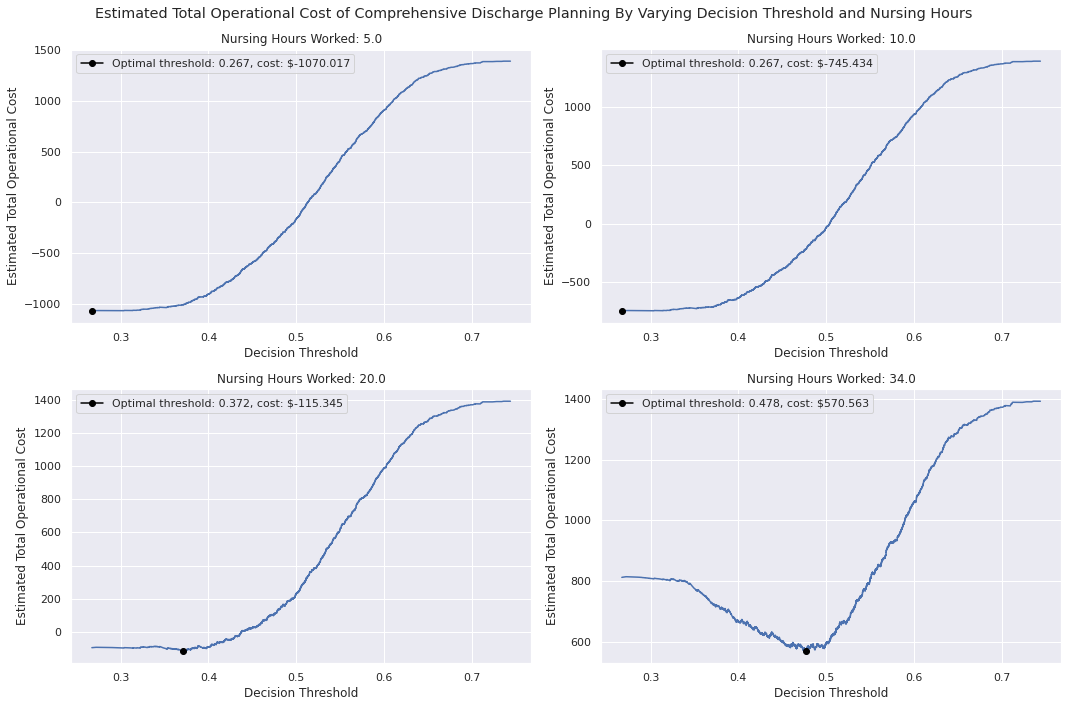 Estimated Total Operational Cost of Comprehensive Discharge Planning By Varying Decision Threshold and Nursing Hours
Nursing Hours Worked: 5.0
Optimal threshold: 0.267, cost: $-1070.017
Estimated Total Operational Cost
1500
1000
500
0
−500
−1000
0.3 0.4 0.5 0.6 0.7
Decision Threshold
Nursing Hours Worked: 10.0
Optimal threshold: 0.267, cost: $-745.434
Estimated Total Operational Cost
1000
500
0
−500
0.3 0.4 0.5 0.6 0.7
Decision Threshold
Nursing Hours Worked: 20.0
Optimal threshold: 0.372, cost: $-115.345
Estimated Total Operational Cost
1400
1200
1000
800
600
400
200
0
0.3 0.4 0.5 0.6 0.7
Decision Threshold
Nursing Hours Worked: 34.0
Optimal threshold: 0.478, cost: $570.563
Estimated Total Operational Cost
1400
1200
1000
800
600
0.3 0.4 0.5 0.6 0.7
Decision Threshold